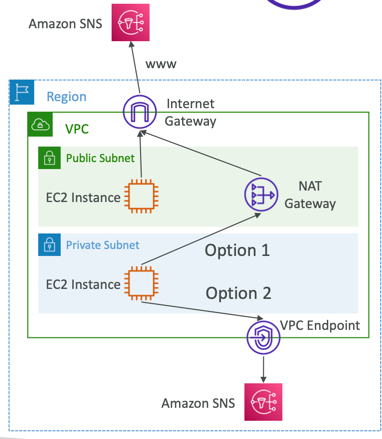 Amazon SNS
www
Region
Internet
Gateway
VPC
Public Subnet
EC2 Instance
NAT
Gateway
Private Subnet
Option 1
EC2 Instance
Option 2
VPC Endpoint
Amazon SNS